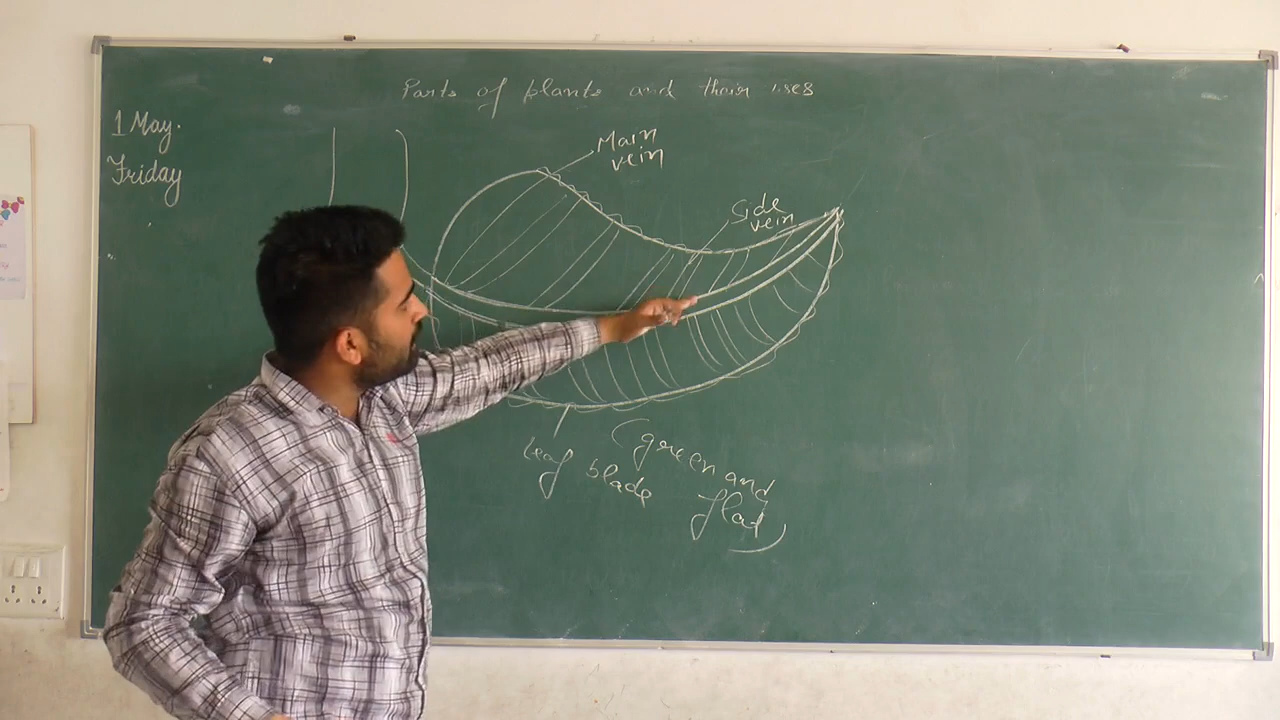 Parts of plants and their uses
1 May.
Friday
Main
vein
Side
vein
Leaf blade
(green and
flat)